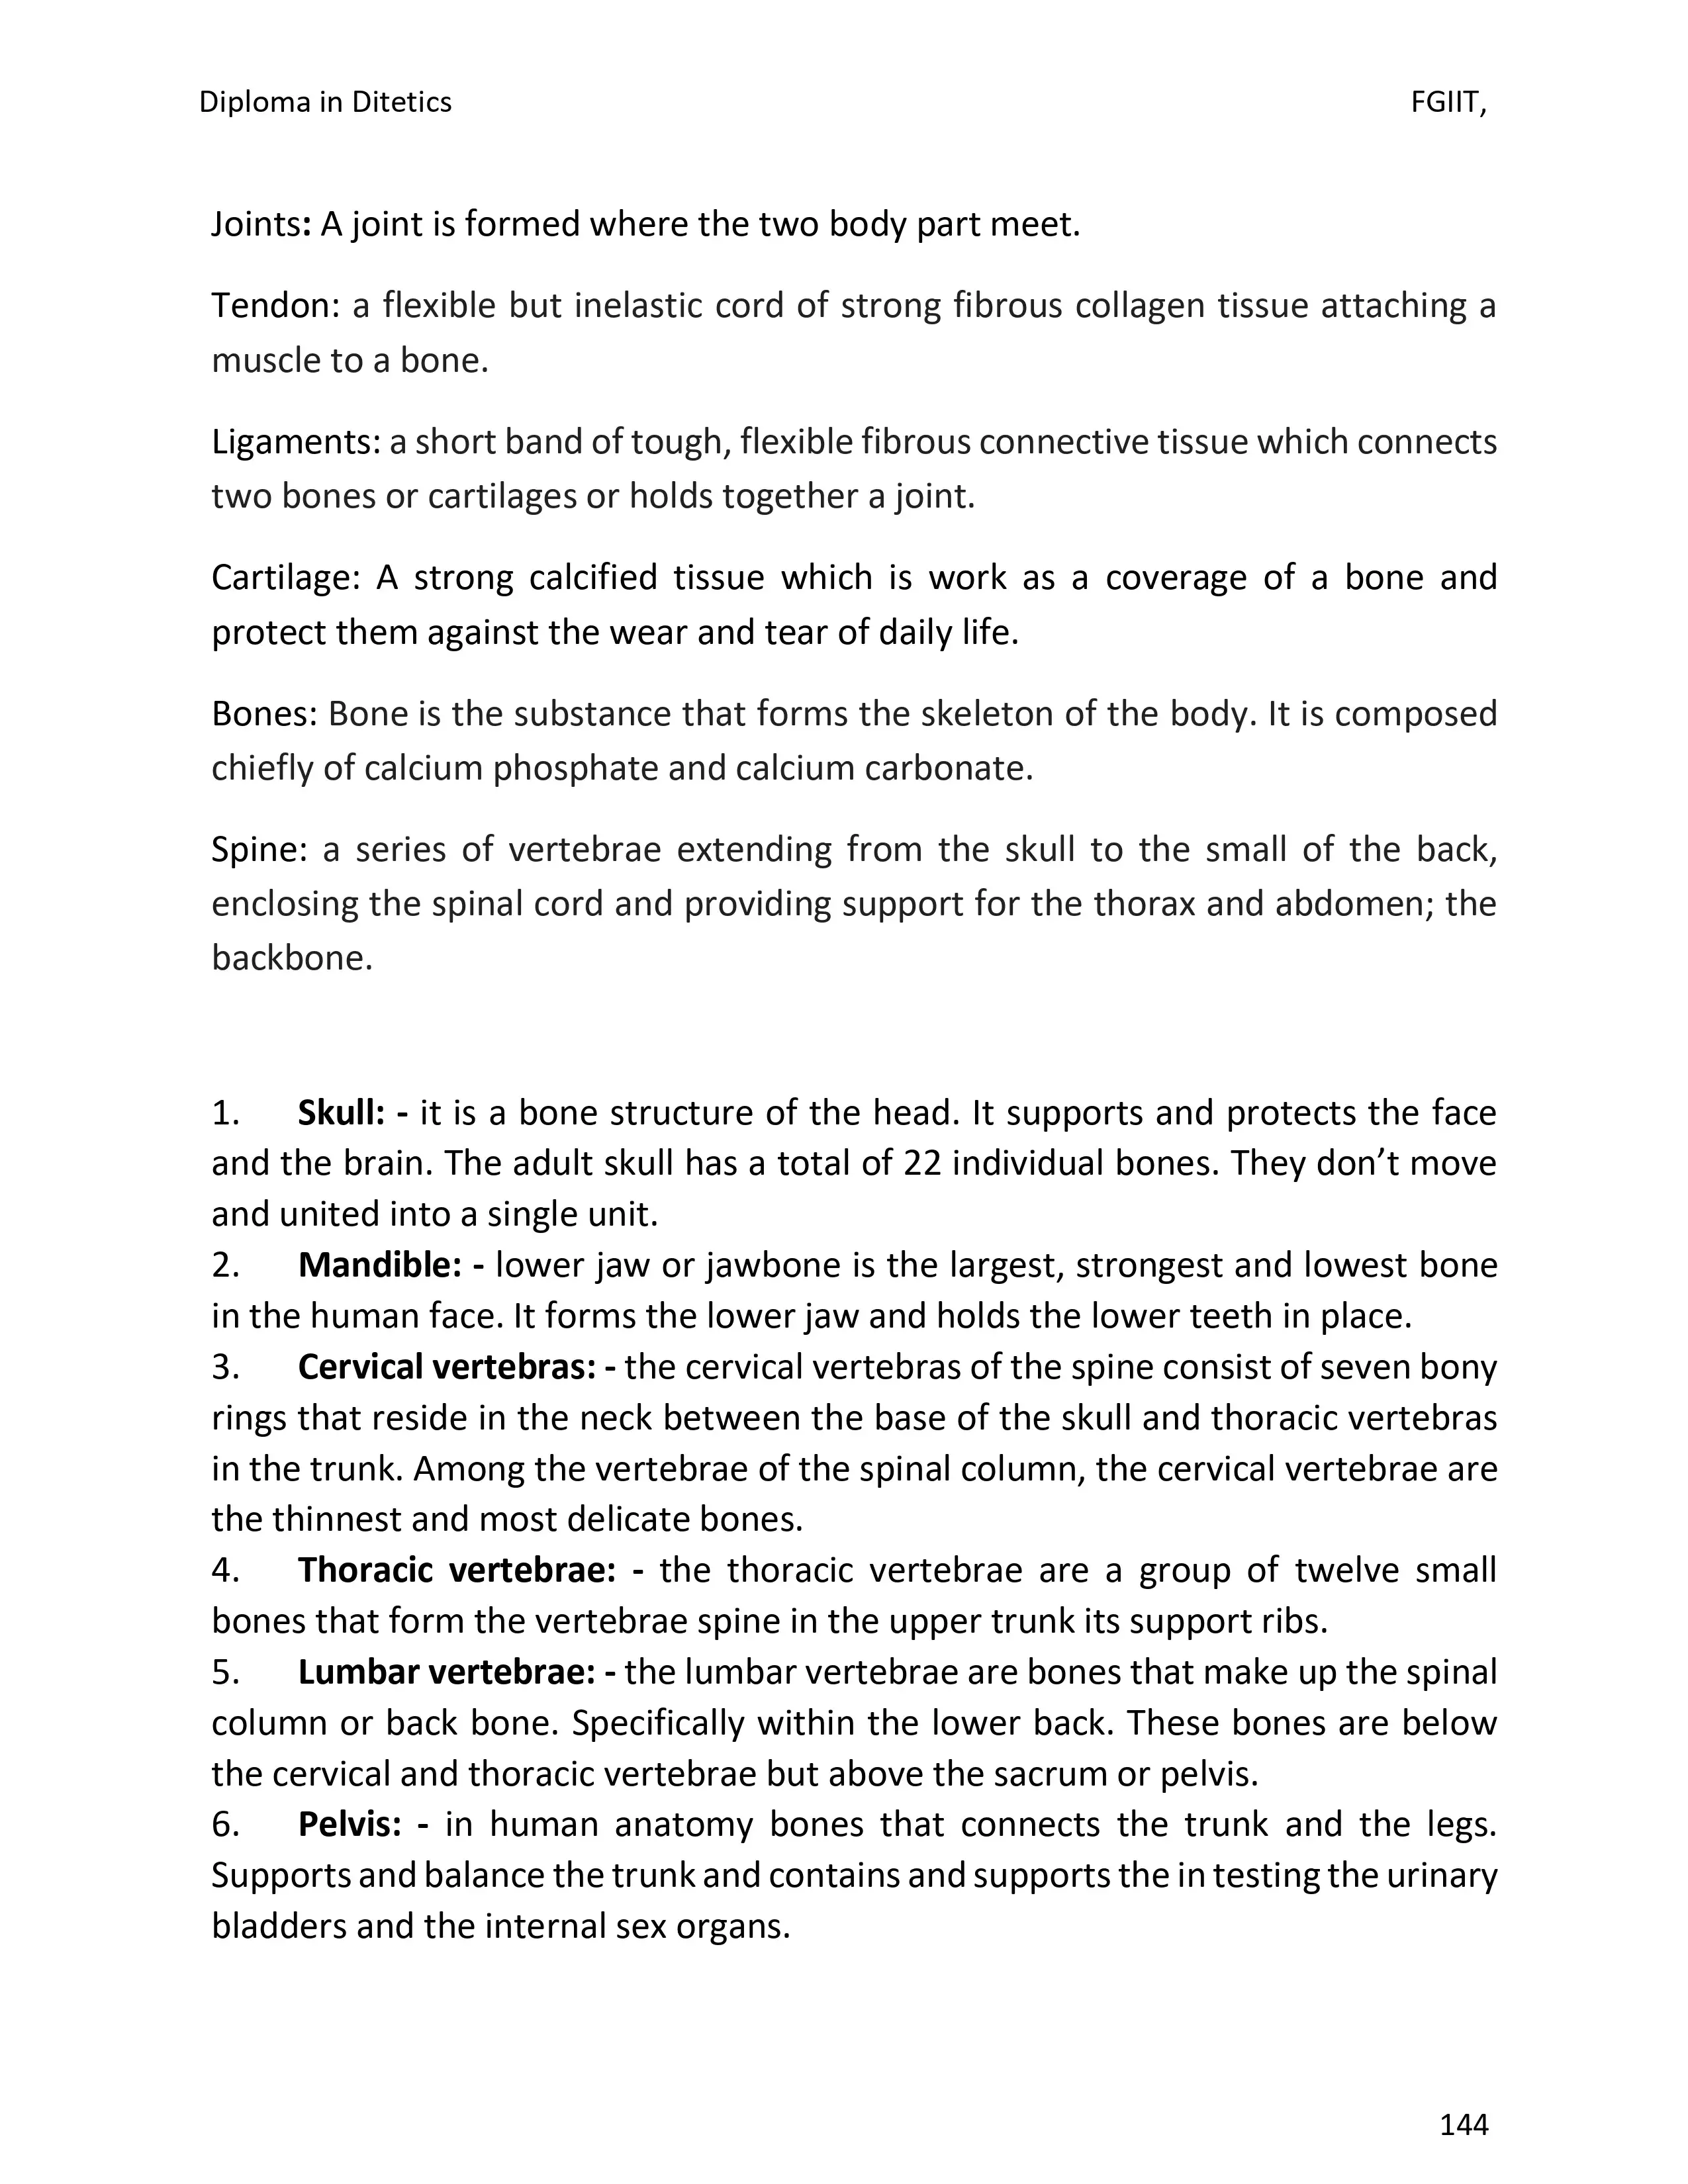 Diploma in Ditetics FGIIT,
Joints: A joint is formed where the two body part meet.
Tendon: a flexible but inelastic cord of strong fibrous collagen tissue attaching a
muscle to a bone.
Ligaments: a short band of tough, flexible fibrous connective tissue which connects
two bones or cartilages or holds together a joint.
Cartilage: A strong calcified tissue which is work as a coverage of a bone and
protect them against the wear and tear of daily life.
Bones: Bone is the substance that forms the skeleton of the body. It is composed
chiefly of calcium phosphate and calcium carbonate.
Spine: a series of vertebrae extending from the skull to the small of the back,
enclosing the spinal cord and providing support for the thorax and abdomen; the
backbone.
1. Skull: - it is a bone structure of the head. It supports and protects the face
and the brain. The adult skull has a total of 22 individual bones. They don’t move
and united into a single unit.
2. Mandible: - lower jaw or jawbone is the largest, strongest and lowest bone
in the human face. It forms the lower jaw and holds the lower teeth in place.
3. Cervical vertebras: - the cervical vertebras of the spine consist of seven bony
rings that reside in the neck between the base of the skull and thoracic vertebras
in the trunk. Among the vertebrae of the spinal column, the cervical vertebrae are
the thinnest and most delicate bones.
4. Thoracic vertebrae: - the thoracic vertebrae are a group of twelve small
bones that form the vertebrae spine in the upper trunk its support ribs.
5. Lumbar vertebrae: - the lumbar vertebrae are bones that make up the spinal
column or back bone. Specifically within the lower back. These bones are below
the cervical and thoracic vertebrae but above the sacrum or pelvis.
6. Pelvis: - in human anatomy bones that connects the trunk and the legs.
Supports and balance the trunk and contains and supports the in testing the urinary
bladders and the internal sex organs.
144